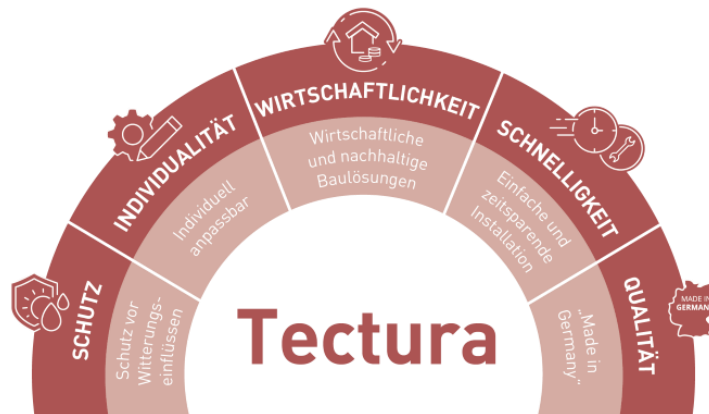 SCHUTZ
Schutz vor
Witterungs-
einflüssen
INDIVIDUALITÄT
Individuell
anpassbar
WIRTSCHAFTLICHKEIT
Wirtschaftliche
und nachhaltige
Baulösungen
SCHNELLIGKEIT
Einfache und
zeitsparende
Installation
QUALITÄT
„Made in
Germany“
MADE IN
Tectura